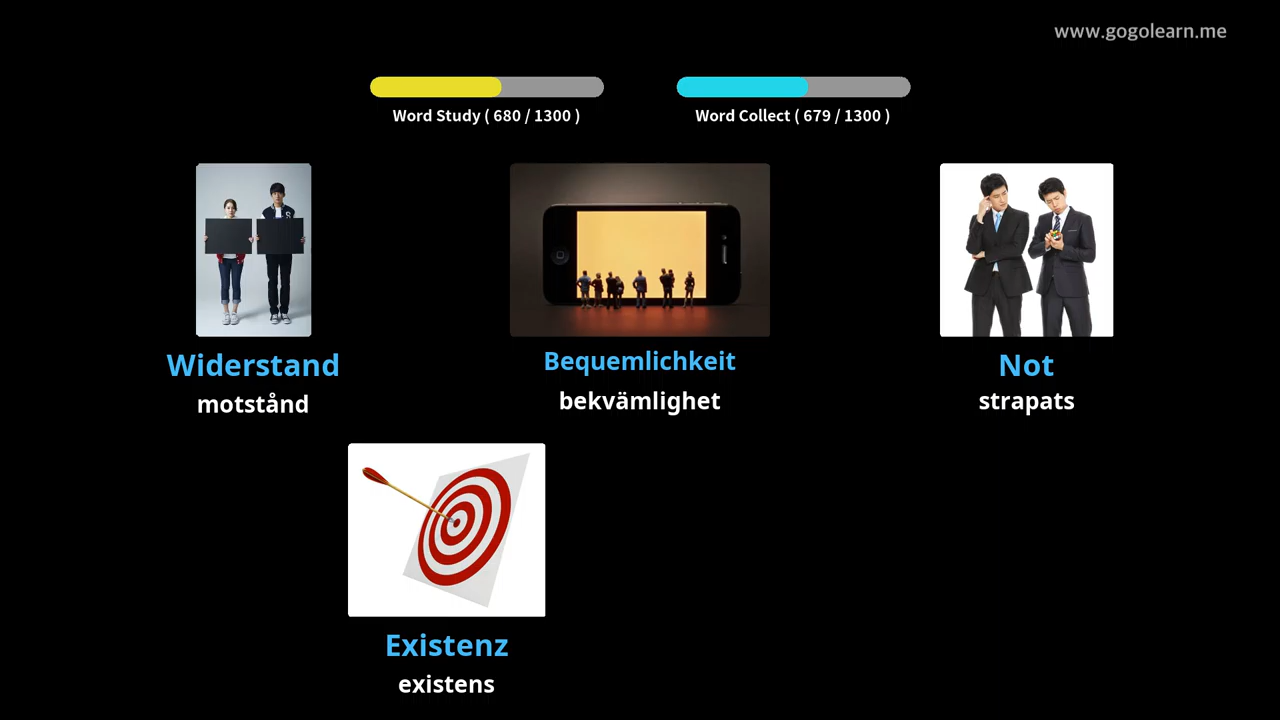 www.gogolearn.me
Word Study ( 680 / 1300 )
Word Collect ( 679 / 1300 )
Widerstand
motstånd
Bequemlichkeit
bekvämlighet
Not
strapats
Existenz
existens